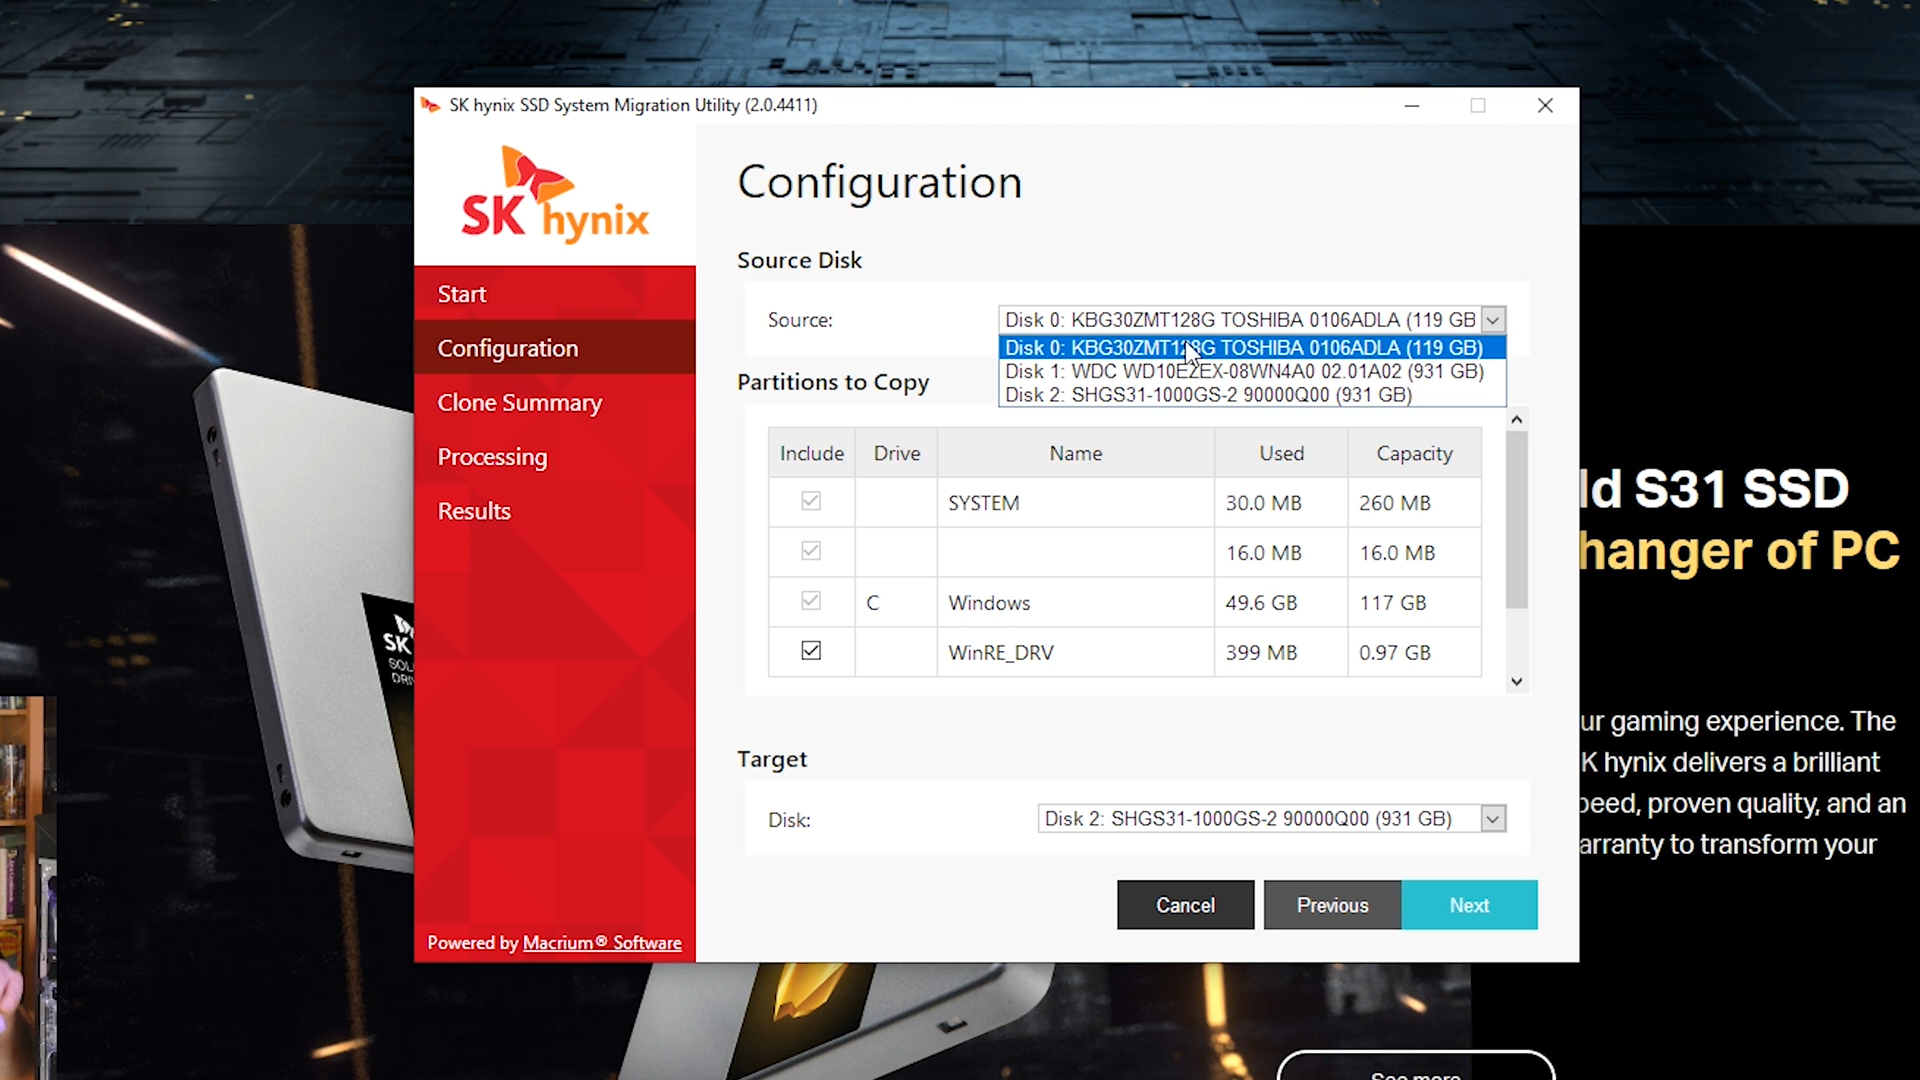 SK hynix SSD System Migration Utility (2.0.4411)
SK hynix
Start
Configuration
Clone Summary
Processing
Results
Powered by Macrium® Software
Configuration
Source Disk
Source:
Disk 0: KBG30ZMT128G TOSHIBA 0106ADLA (119 GB
Disk 0: KBG30ZMT128G TOSHIBA 0106ADLA (119 GB)
Disk 1: WDC WD10EZEX-08WN4A0 02.01A02 (931 GB)
Disk 2: SHGS31-1000GS-2 90000Q00 (931 GB)
Partitions to Copy
Include Drive Name Used Capacity
SYSTEM 30.0 MB 260 MB
16.0 MB 16.0 MB
C Windows 49.6 GB 117 GB
WinRE_DRV 399 MB 0.97 GB
Target
Disk:
Disk 2: SHGS31-1000GS-2 90000Q00 (931 GB)
Cancel
Previous
Next
SK
SOL
DRI
ld S31 SSD
hanger of PC
ur gaming experience. The
K hynix delivers a brilliant
peed, proven quality, and an
arranty to transform your
See more